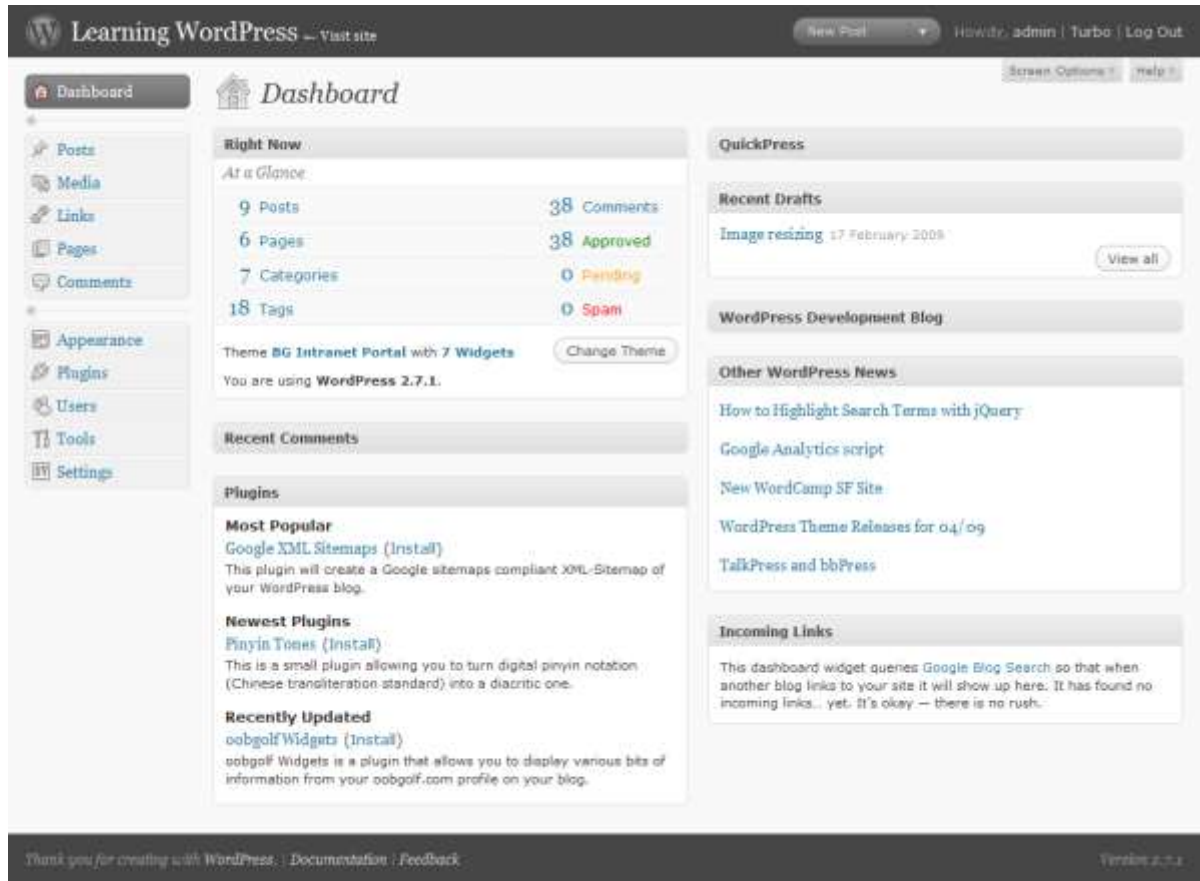 Learning WordPress ← Visit site
New Post
Howdy, admin | Turbo | Log Out
Screen Options
Help
Dashboard
Posts
Media
Links
Pages
Comments
Appearance
Plugins
Users
Tools
Settings
Dashboard
Right Now
At a Glance
9 Posts 38 Comments
6 Pages 38 Approved
7 Categories 0 Pending
18 Tags 0 Spam
Theme BG Intranet Portal with 7 Widgets Change Theme
You are using WordPress 2.7.1.
Recent Comments
Plugins
Most Popular
Google XML Sitemaps (Install)
This plugin will create a Google sitemaps compliant XML-Sitemap of
your WordPress blog.
Newest Plugins
Pinyin Tones (Install)
This is a small plugin allowing you to turn digital pinyin notation
(Chinese transliteration standard) into a diacritic one.
Recently Updated
oobgolf Widgets (Install)
oobgolf Widgets is a plugin that allows you to display various bits of
information from your oobgolf.com profile on your blog.
QuickPress
Recent Drafts
Image resizing 17 February 2009
View all
WordPress Development Blog
Other WordPress News
How to Highlight Search Terms with jQuery
Google Analytics script
New WordCamp SF Site
WordPress Theme Releases for 04/09
TalkPress and bbPress
Incoming Links
This dashboard widget queries Google Blog Search so that when
another blog links to your site it will show up here. It has found no
incoming links… yet. It's okay — there is no rush.
Thank you for creating with WordPress. | Documentation | Feedback
Version 2.7.1